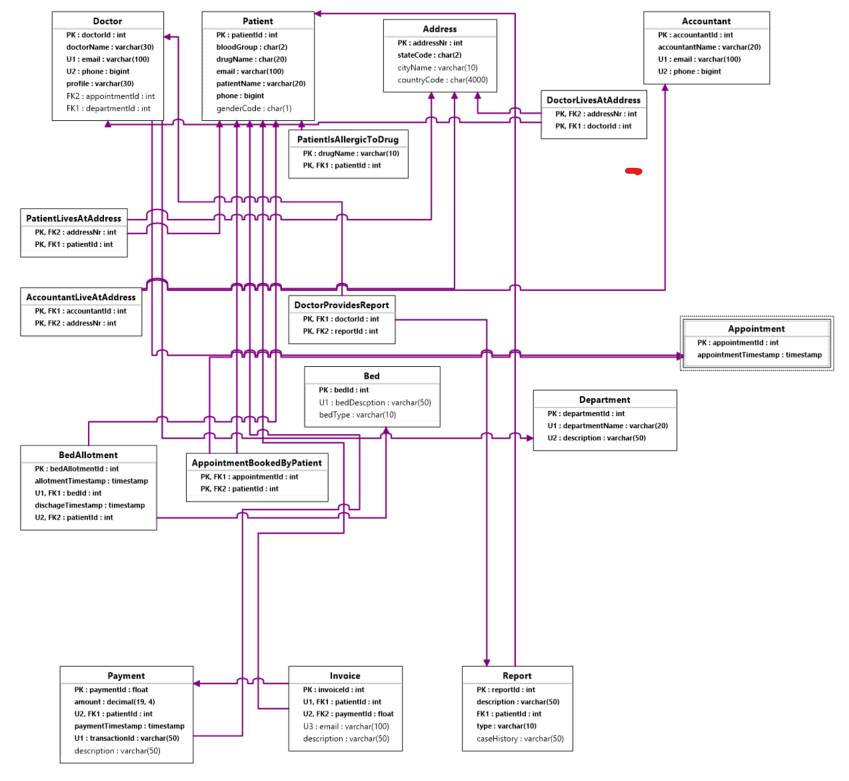 Doctor
PK : doctorId : int
doctorName : varchar(30)
U1 : email : varchar(100)
U2 : phone : bigint
profile : varchar(30)
FK2 : appointmentId : int
FK1 : departmentId : int
Patient
PK : patientId : int
bloodGroup : char(2)
drugName : char(20)
email : varchar(100)
patientName : varchar(20)
phone : bigint
genderCode : char(1)
Address
PK : addressNr : int
stateCode : char(2)
cityName : varchar(10)
countryCode : char(4000)
Accountant
PK : accountantId : int
accountantName : varchar(20)
U1 : email : varchar(100)
U2 : phone : bigint
DoctorLivesAtAddress
PK, FK2 : addressNr : int
PK, FK1 : doctorId : int
PatientIsAllergicToDrug
PK : drugName : varchar(10)
PK, FK1 : patientId : int
PatientLivesAtAddress
PK, FK2 : addressNr : int
PK, FK1 : patientId : int
AccountantLiveAtAddress
PK, FK1 : accountantId : int
PK, FK2 : addressNr : int
DoctorProvidesReport
PK, FK1 : doctorId : int
PK, FK2 : reportId : int
Appointment
PK : appointmentId : int
appointmentTimestamp : timestamp
Bed
PK : bedId : int
U1 : bedDescption : varchar(50)
bedType : varchar(10)
Department
PK : departmentId : int
U1 : departmentName : varchar(20)
U2 : description : varchar(50)
BedAllotment
PK : bedAllotmentId : int
allotmentTimestamp : timestamp
U1, FK1 : bedId : int
dischageTimestamp : timestamp
U2, FK2 : patientId : int
AppointmentBookedByPatient
PK, FK1 : appointmentId : int
PK, FK2 : patientId : int
Payment
PK : paymentId : float
amount : decimal(19, 4)
U2, FK1 : patientId : int
paymentTimestamp : timestamp
U1 : transactionId : varchar(50)
description : varchar(50)
Invoice
PK : invoiceId : int
U1, FK1 : patientId : int
U2, FK2 : paymentId : float
U3 : email : varchar(100)
description : varchar(50)
Report
PK : reportId : int
description : varchar(50)
FK1 : patientId : int
type : varchar(10)
caseHistory : varchar(50)